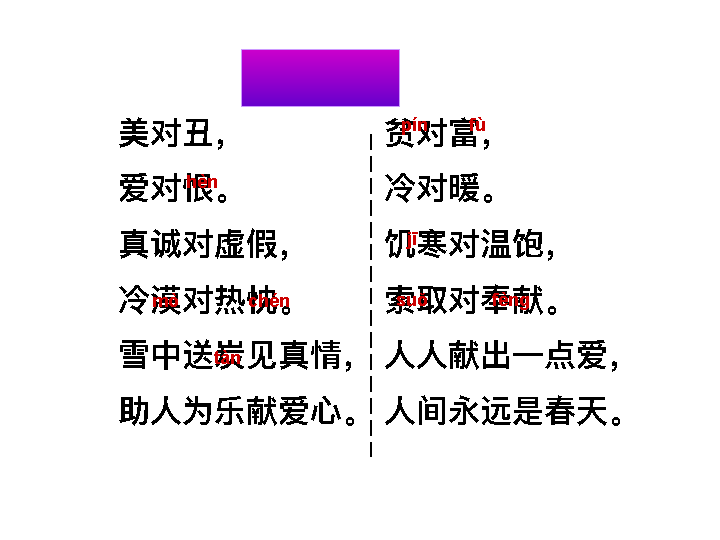 美对丑，
爱对恨。
hèn
真诚对虚假，
冷漠对热忱。
mò chén
雪中送炭见真情，
tàn
助人为乐献爱心。
贫对富，
pín fù
冷对暖。
饥寒对温饱，
jī
索取对奉献。
suǒ fèng
人人献出一点爱，
人间永远是春天。